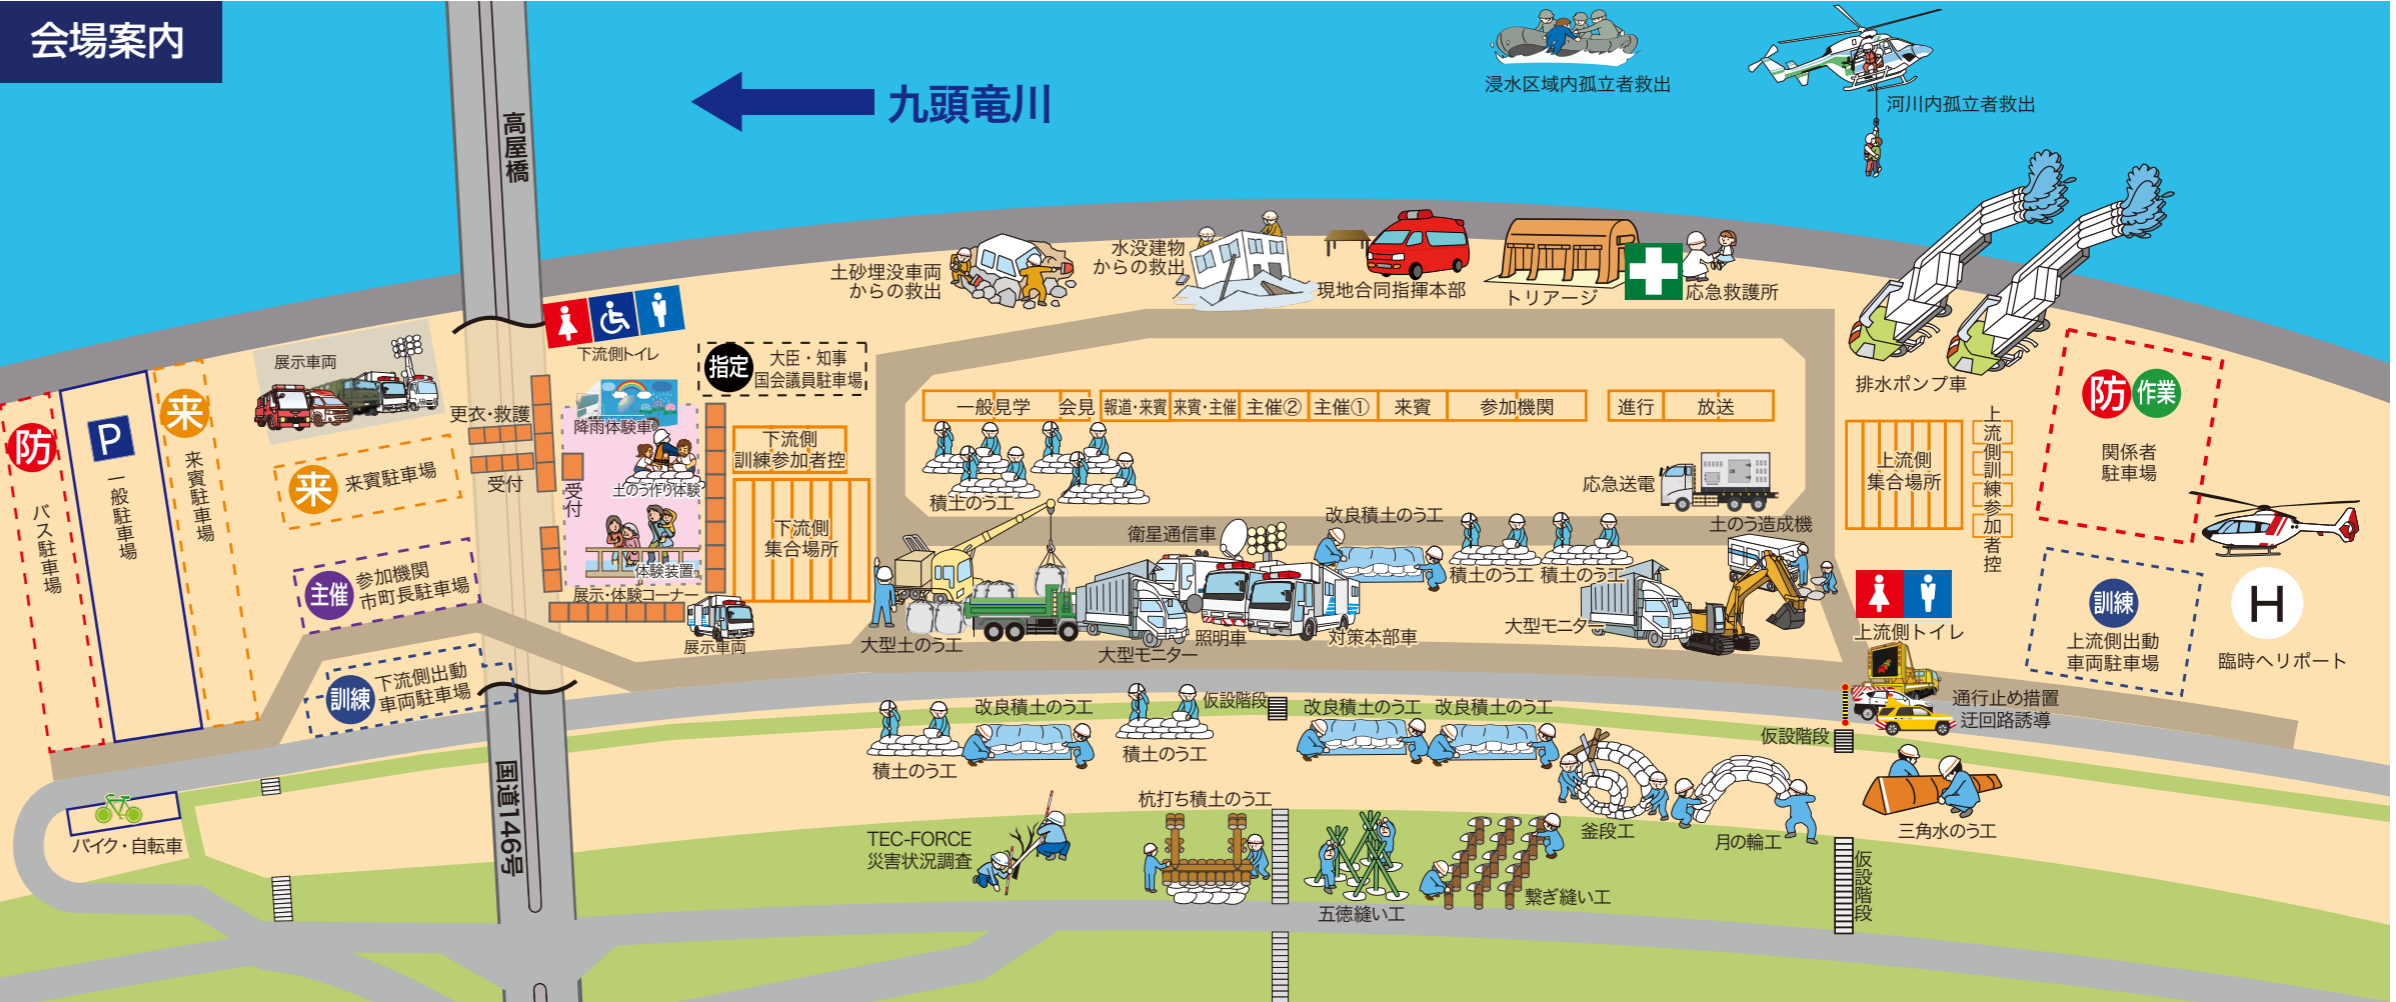 会場案内
高屋橋
九頭竜川
浸水区域内孤立者救出
河川内孤立者救出
土砂埋没車両
からの救出
水没建物
からの救出
現地合同指揮本部
トリアージ
応急救護所
排水ポンプ車
展示車両
下流側トイレ
指定
大臣・知事
国会議員駐車場
防
バス駐車場
P
一般駐車場
来
来賓駐車場
来
来賓駐車場
更衣・救護
受付
降雨体験車
土のう作り体験
受付
体験装置
展示・体験コーナー
展示車両
下流側
訓練参加者控
下流側
集合場所
一般見学
会見
報道・来賓
来賓・主催
主催②
主催①
来賓
参加機関
進行
放送
積土のう工
応急送電
土のう造成機
衛星通信車
改良積土のう工
積土のう工
積土のう工
上流側
集合場所
上流側訓練参加者控
防
作業
関係者
駐車場
主催
参加機関
市町長駐車場
訓練
下流側出動
車両駐車場
大型土のう工
大型モニター
照明車
対策本部車
大型モニター
上流側トイレ
訓練
上流側出動
車両駐車場
H
臨時ヘリポート
通行止め措置
迂回路誘導
仮設階段
仮設階段
改良積土のう工
積土のう工
積土のう工
改良積土のう工
改良積土のう工
国道146号
バイク・自転車
TEC-FORCE
災害状況調査
杭打ち積土のう工
五徳縫い工
繋ぎ縫い工
釜段工
月の輪工
三角水のう工
仮設階段